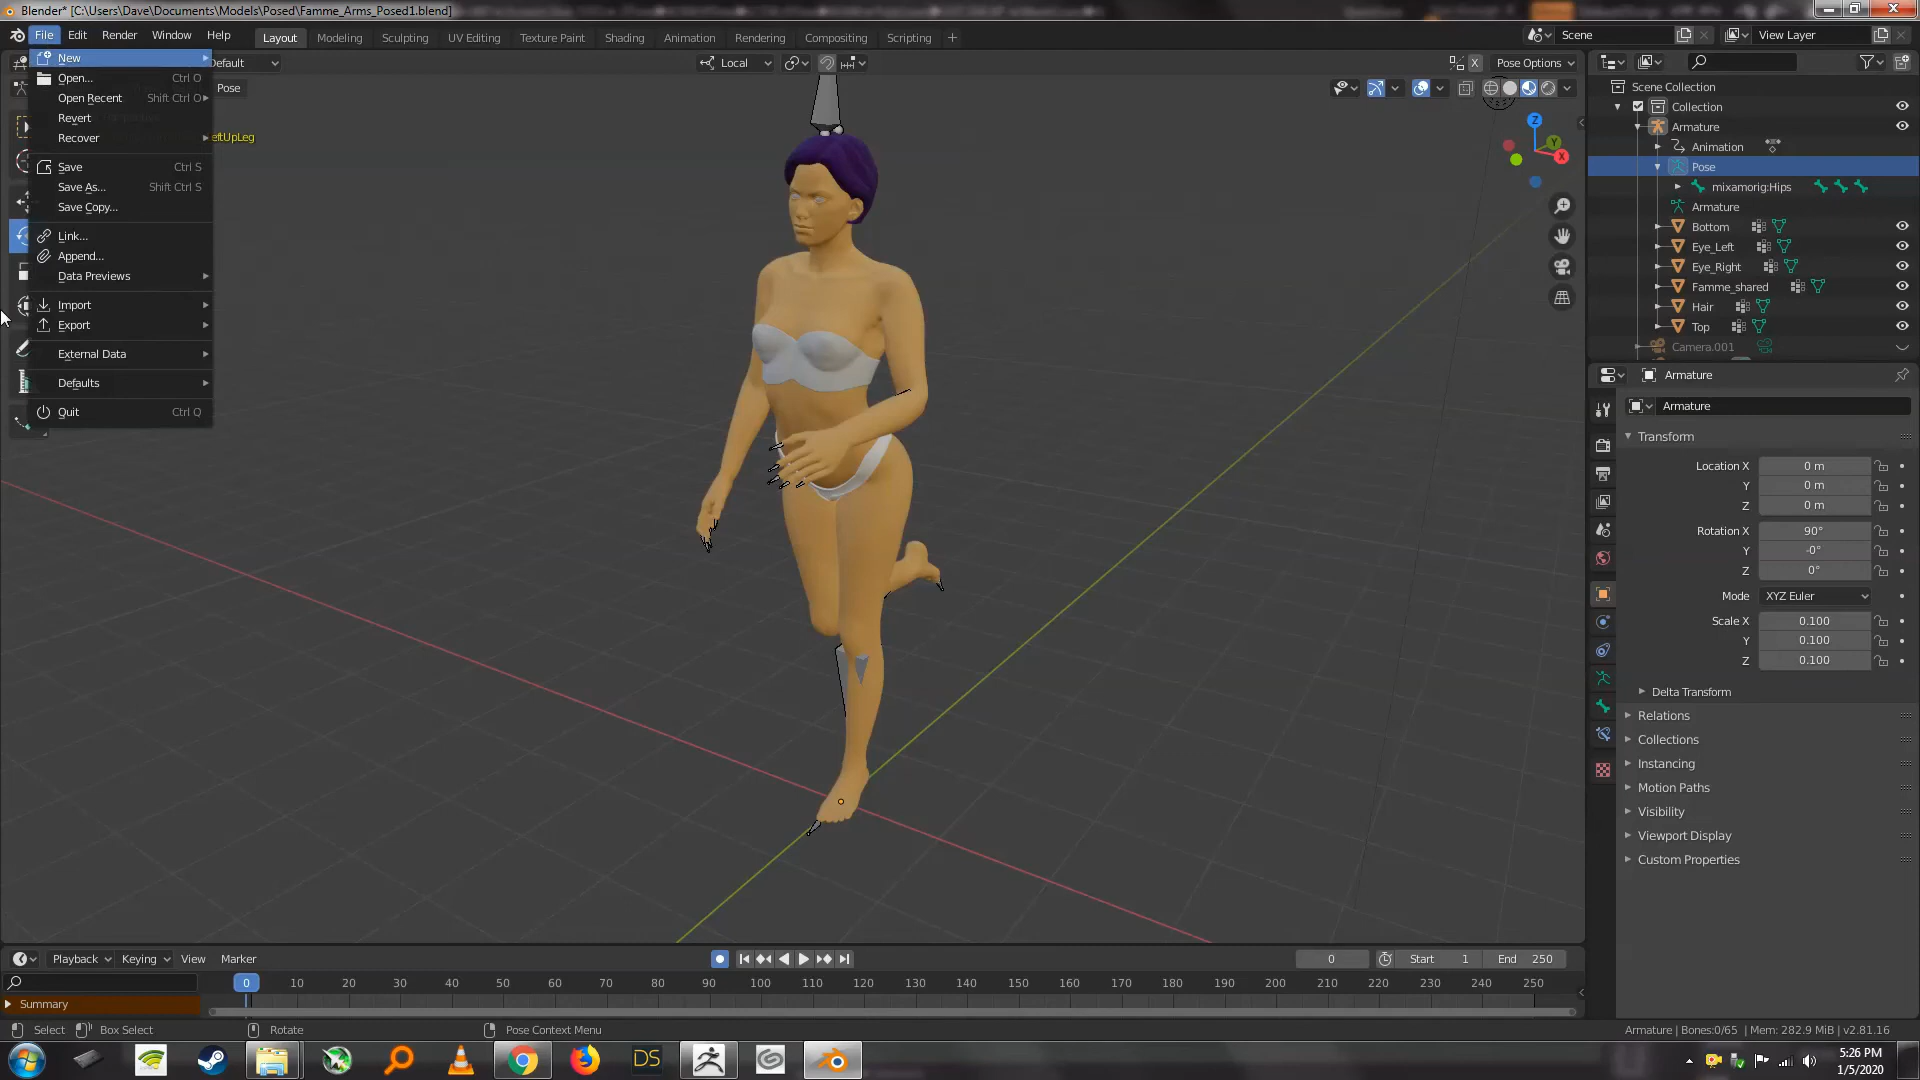 Blender* [C:\Users\Dave\Documents\Models\Posed\Famme_Arms_Posed1.blend]
File Edit Render Window Help Layout Modeling Sculpting UV Editing Texture Paint Shading Animation Rendering Compositing Scripting + Scene View Layer
New
Open... Ctrl O
Open Recent Shift Ctrl O
Revert
Recover
Save Ctrl S
Save As... Shift Ctrl S
Save Copy...
Link...
Append...
Data Previews
Import
Export
External Data
Defaults
Quit Ctrl Q
Default
Local
X
Pose Options
Pose
eftUpLeg
Z
Y
X
Scene Collection
Collection
Armature
Animation
Pose
mixamorig:Hips
Armature
Bottom
Eye_Left
Eye_Right
Famme_shared
Hair
Top
Camera.001
Armature
Armature
Transform
Location X 0 m
Y 0 m
Z 0 m
Rotation X 90°
Y -0°
Z 0°
Mode XYZ Euler
Scale X 0.100
Y 0.100
Z 0.100
Delta Transform
Relations
Collections
Instancing
Motion Paths
Visibility
Viewport Display
Custom Properties
Playback Keying View Marker 0 Start 1 End 250
0 10 20 30 40 50 60 70 80 90 100 110 120 130 140 150 160 170 180 190 200 210 220 230 240 250
Summary
Select Box Select Rotate Pose Context Menu Armature | Bones:0/65 | Mem: 282.9 MiB | v2.81.16
DS
5:26 PM
1/5/2020